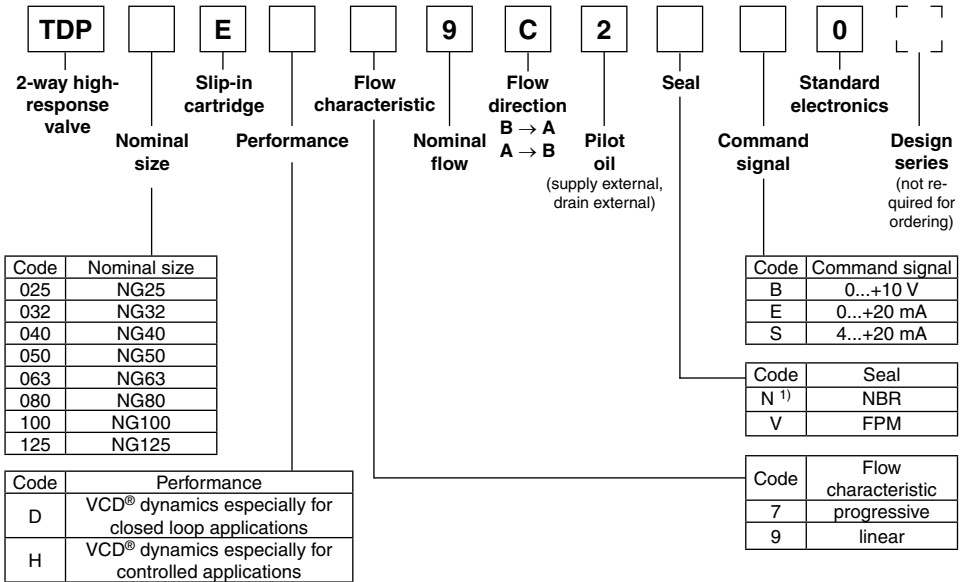 TDP E 9 C 2 0
2-way high-
response
valve
Nominal
size
Slip-in
cartridge
Performance
Flow
characteristic
Nominal
flow
Flow
direction
B → A
A → B
Pilot
oil
(supply external,
drain external)
Seal
Command
signal
Standard
electronics
Design
series
(not re-
quired for
ordering)
Code Nominal size
025 NG25
032 NG32
040 NG40
050 NG50
063 NG63
080 NG80
100 NG100
125 NG125
Code Performance
D VCD® dynamics especially for
closed loop applications
H VCD® dynamics especially for
controlled applications
Code Command signal
B 0...+10 V
E 0...+20 mA
S 4...+20 mA
Code Seal
N 1) NBR
V FPM
Code Flow
characteristic
7 progressive
9 linear